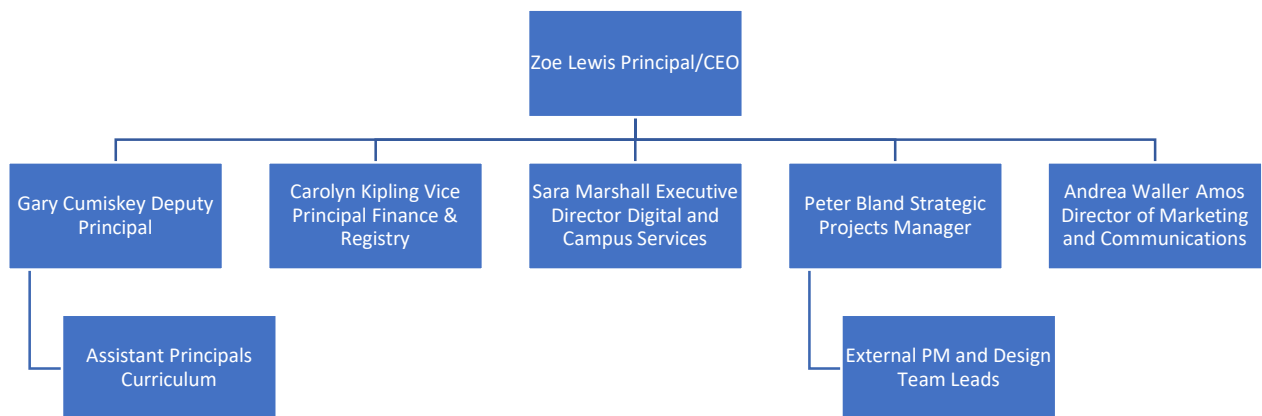 Zoe Lewis Principal/CEO
Gary Cumiskey Deputy
Principal
Carolyn Kipling Vice
Principal Finance &
Registry
Sara Marshall Executive
Director Digital and
Campus Services
Peter Bland Strategic
Projects Manager
Andrea Waller Amos
Director of Marketing
and Communications
Assistant Principals
Curriculum
External PM and Design
Team Leads